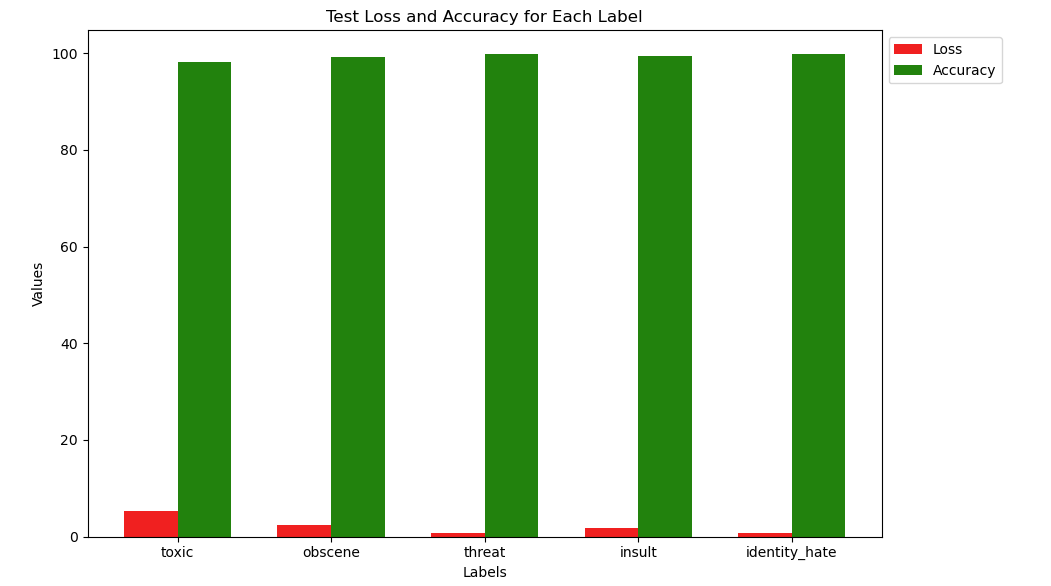 Test Loss and Accuracy for Each Label
Loss
Accuracy
Values
100
80
60
40
20
0
toxic
obscene
threat
insult
identity_hate
Labels